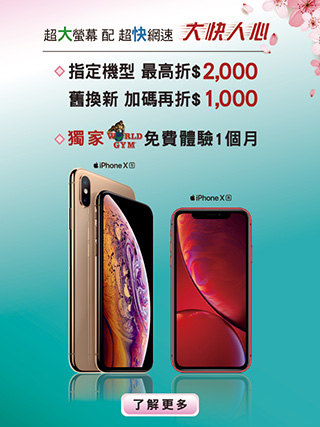 超大螢幕 配 超快網速 大快人心
指定機型 最高折$2,000
舊換新 加碼再折$1,000
獨家 WORLD GYM 免費體驗1個月
iPhone XS
iPhone XR
了解更多